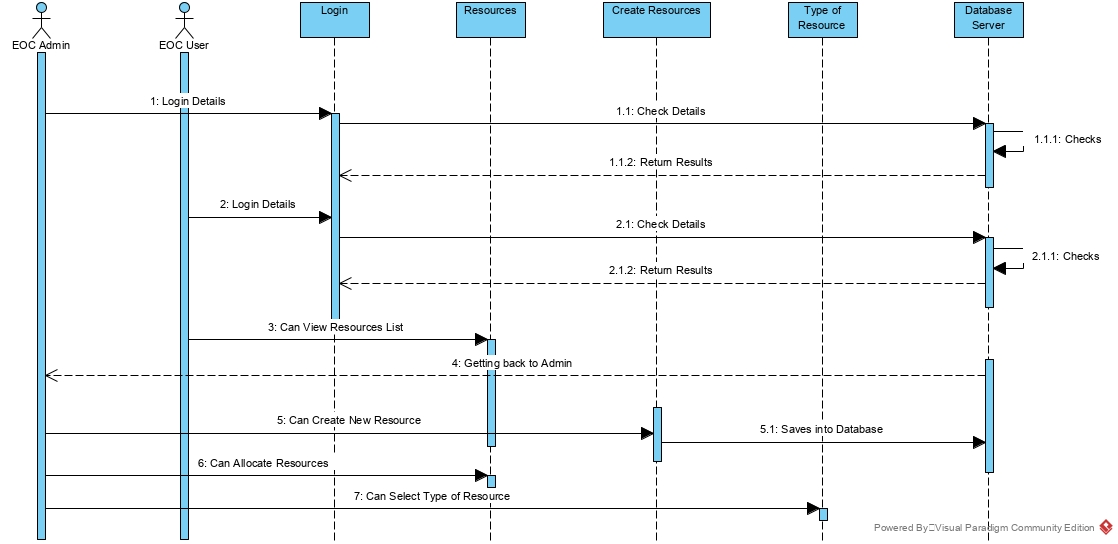 Login
Resources
Create Resources
Type of
Resource
Database
Server
EOC Admin
EOC User
1: Login Details
1.1: Check Details
1.1.1: Checks
1.1.2: Return Results
2: Login Details
2.1: Check Details
2.1.1: Checks
2.1.2: Return Results
3: Can View Resources List
4: Getting back to Admin
5: Can Create New Resource
5.1: Saves into Database
6: Can Allocate Resources
7: Can Select Type of Resource
Powered By Visual Paradigm Community Edition